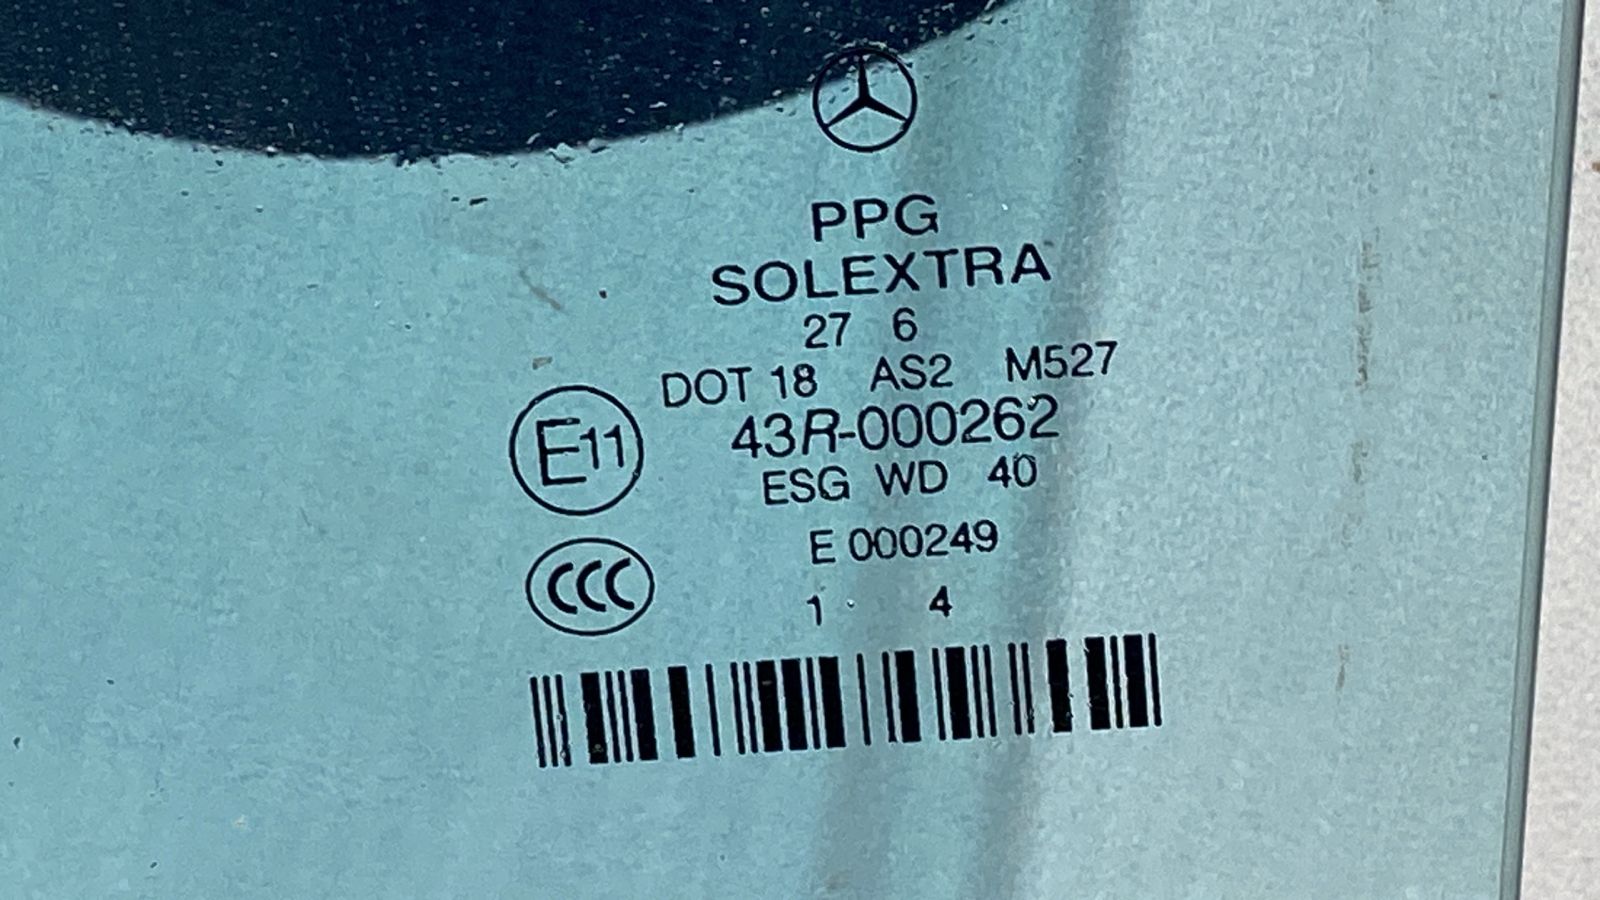 PPG
SOLEXTRA
27 6
DOT 18 AS2 M527
E11 43R-000262
ESG WD 40
CCC E 000249
1 4